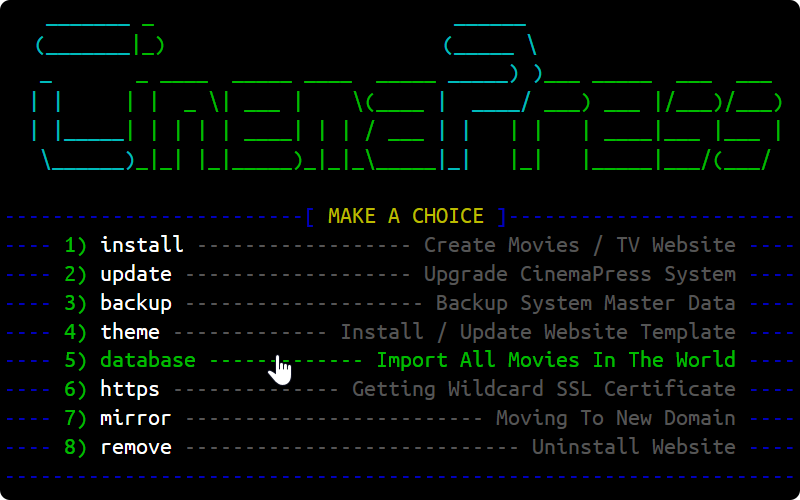 CinemaPress
[ MAKE A CHOICE ]
---- 1) install ------------------ Create Movies / TV Website ----
---- 2) update ------------------- Upgrade CinemaPress System ----
---- 3) backup -------------------- Backup System Master Data ----
---- 4) theme ------------- Install / Update Website Template ----
---- 5) database ------------- Import All Movies In The World ----
---- 6) https -------------- Getting Wildcard SSL Certificate ----
---- 7) mirror ------------------------- Moving To New Domain ----
---- 8) remove ---------------------------- Uninstall Website ----